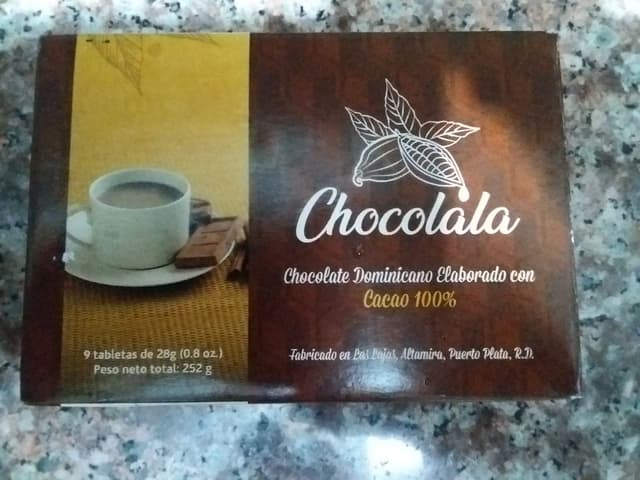 Chocolala
Chocolate Dominicano Elaborado con
Cacao 100%
9 tabletas de 28g (0.8 oz.)
Peso neto total: 252 g
Fabricado en Las Lajas, Altamira, Puerto Plata, R.D.